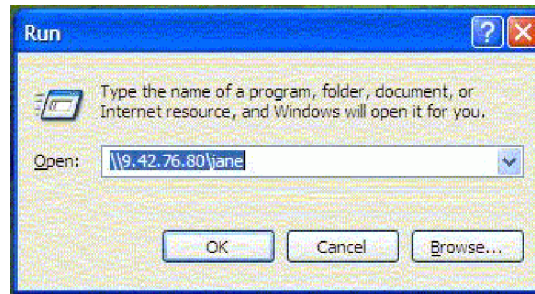 Run
Type the name of a program, folder, document, or
Internet resource, and Windows will open it for you.
Open: \\9.42.76.80\jane
OK Cancel Browse...